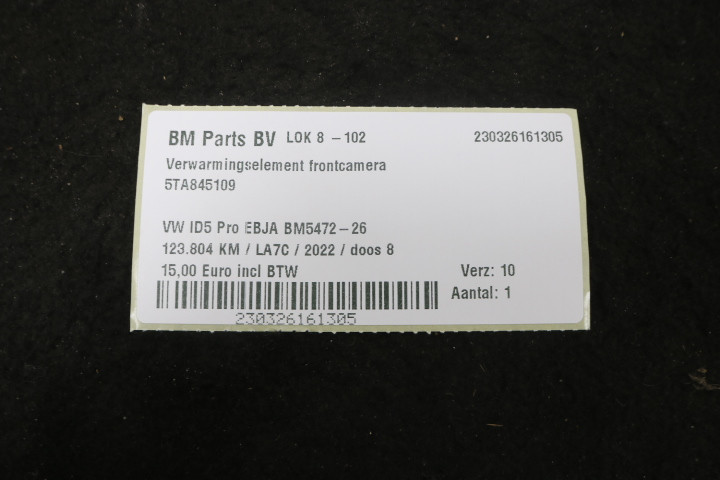 BM Parts BV LOK 8 - 102 230326161305
Verwarmingselement frontcamera
5TA845109
VW ID5 Pro EBJA BM5472-26
123.804 KM / LA7C / 2022 / doos 8
15,00 Euro incl BTW Verz: 10
Aantal: 1
230326161305